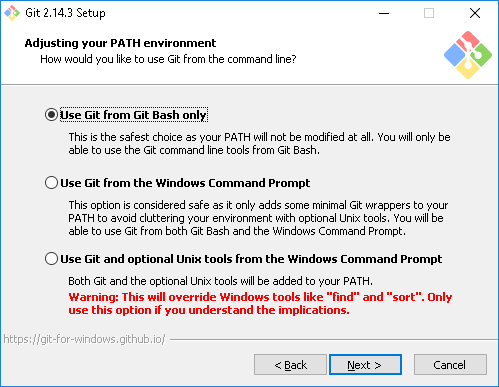 Git 2.14.3 Setup
Adjusting your PATH environment
How would you like to use Git from the command line?
Use Git from Git Bash only
This is the safest choice as your PATH will not be modified at all. You will only be
able to use the Git command line tools from Git Bash.
Use Git from the Windows Command Prompt
This option is considered safe as it only adds some minimal Git wrappers to your
PATH to avoid cluttering your environment with optional Unix tools. You will be
able to use Git from both Git Bash and the Windows Command Prompt.
Use Git and optional Unix tools from the Windows Command Prompt
Both Git and the optional Unix tools will be added to your PATH.
Warning: This will override Windows tools like "find" and "sort". Only
use this option if you understand the implications.
https://git-for-windows.github.io/
< Back Next > Cancel